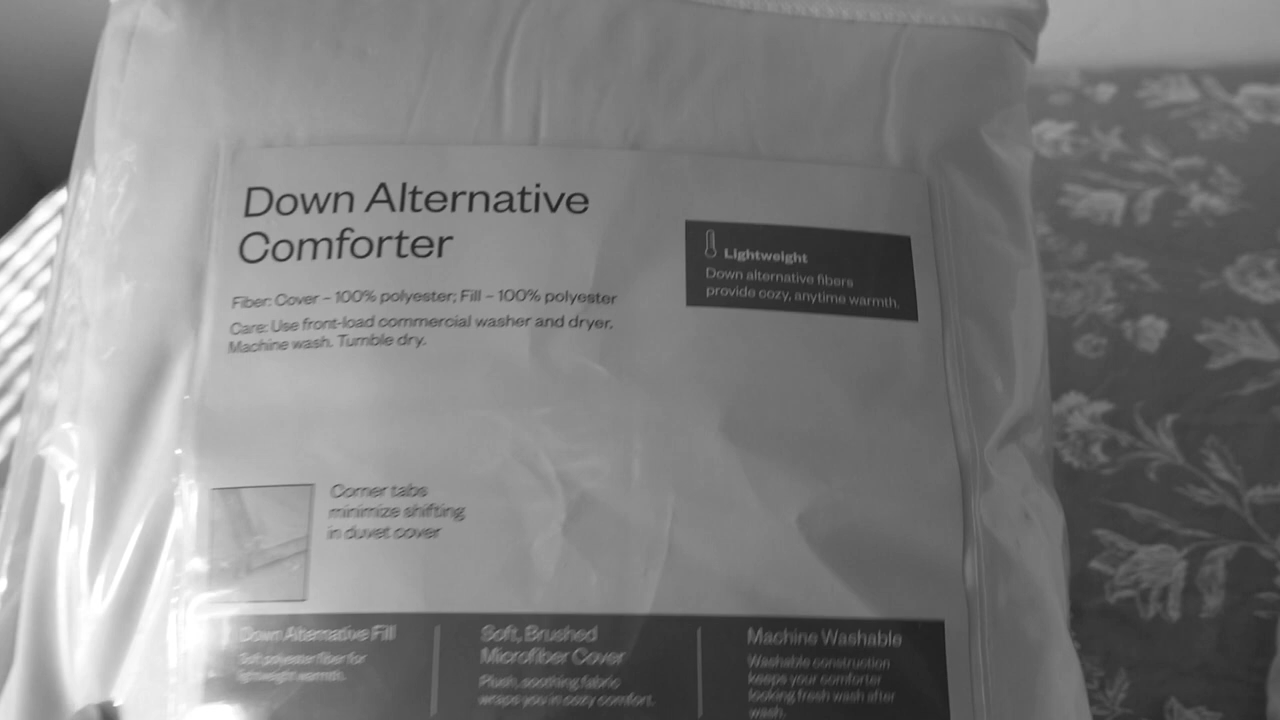 Down Alternative
Comforter
Fiber: Cover – 100% polyester; Fill – 100% polyester
Care: Use front-load commercial washer and dryer.
Machine wash. Tumble dry.
Lightweight
Down alternative fibers
provide cozy, anytime warmth.
Corner tabs
minimize shifting
in duvet cover
Down Alternative Fill
Soft polyester fiber for
lightweight warmth.
Soft, Brushed
Microfiber Cover
Plush, soothing fabric
wraps you in cozy comfort.
Machine Washable
Washable construction
keeps your comforter
looking fresh wash after
wash.